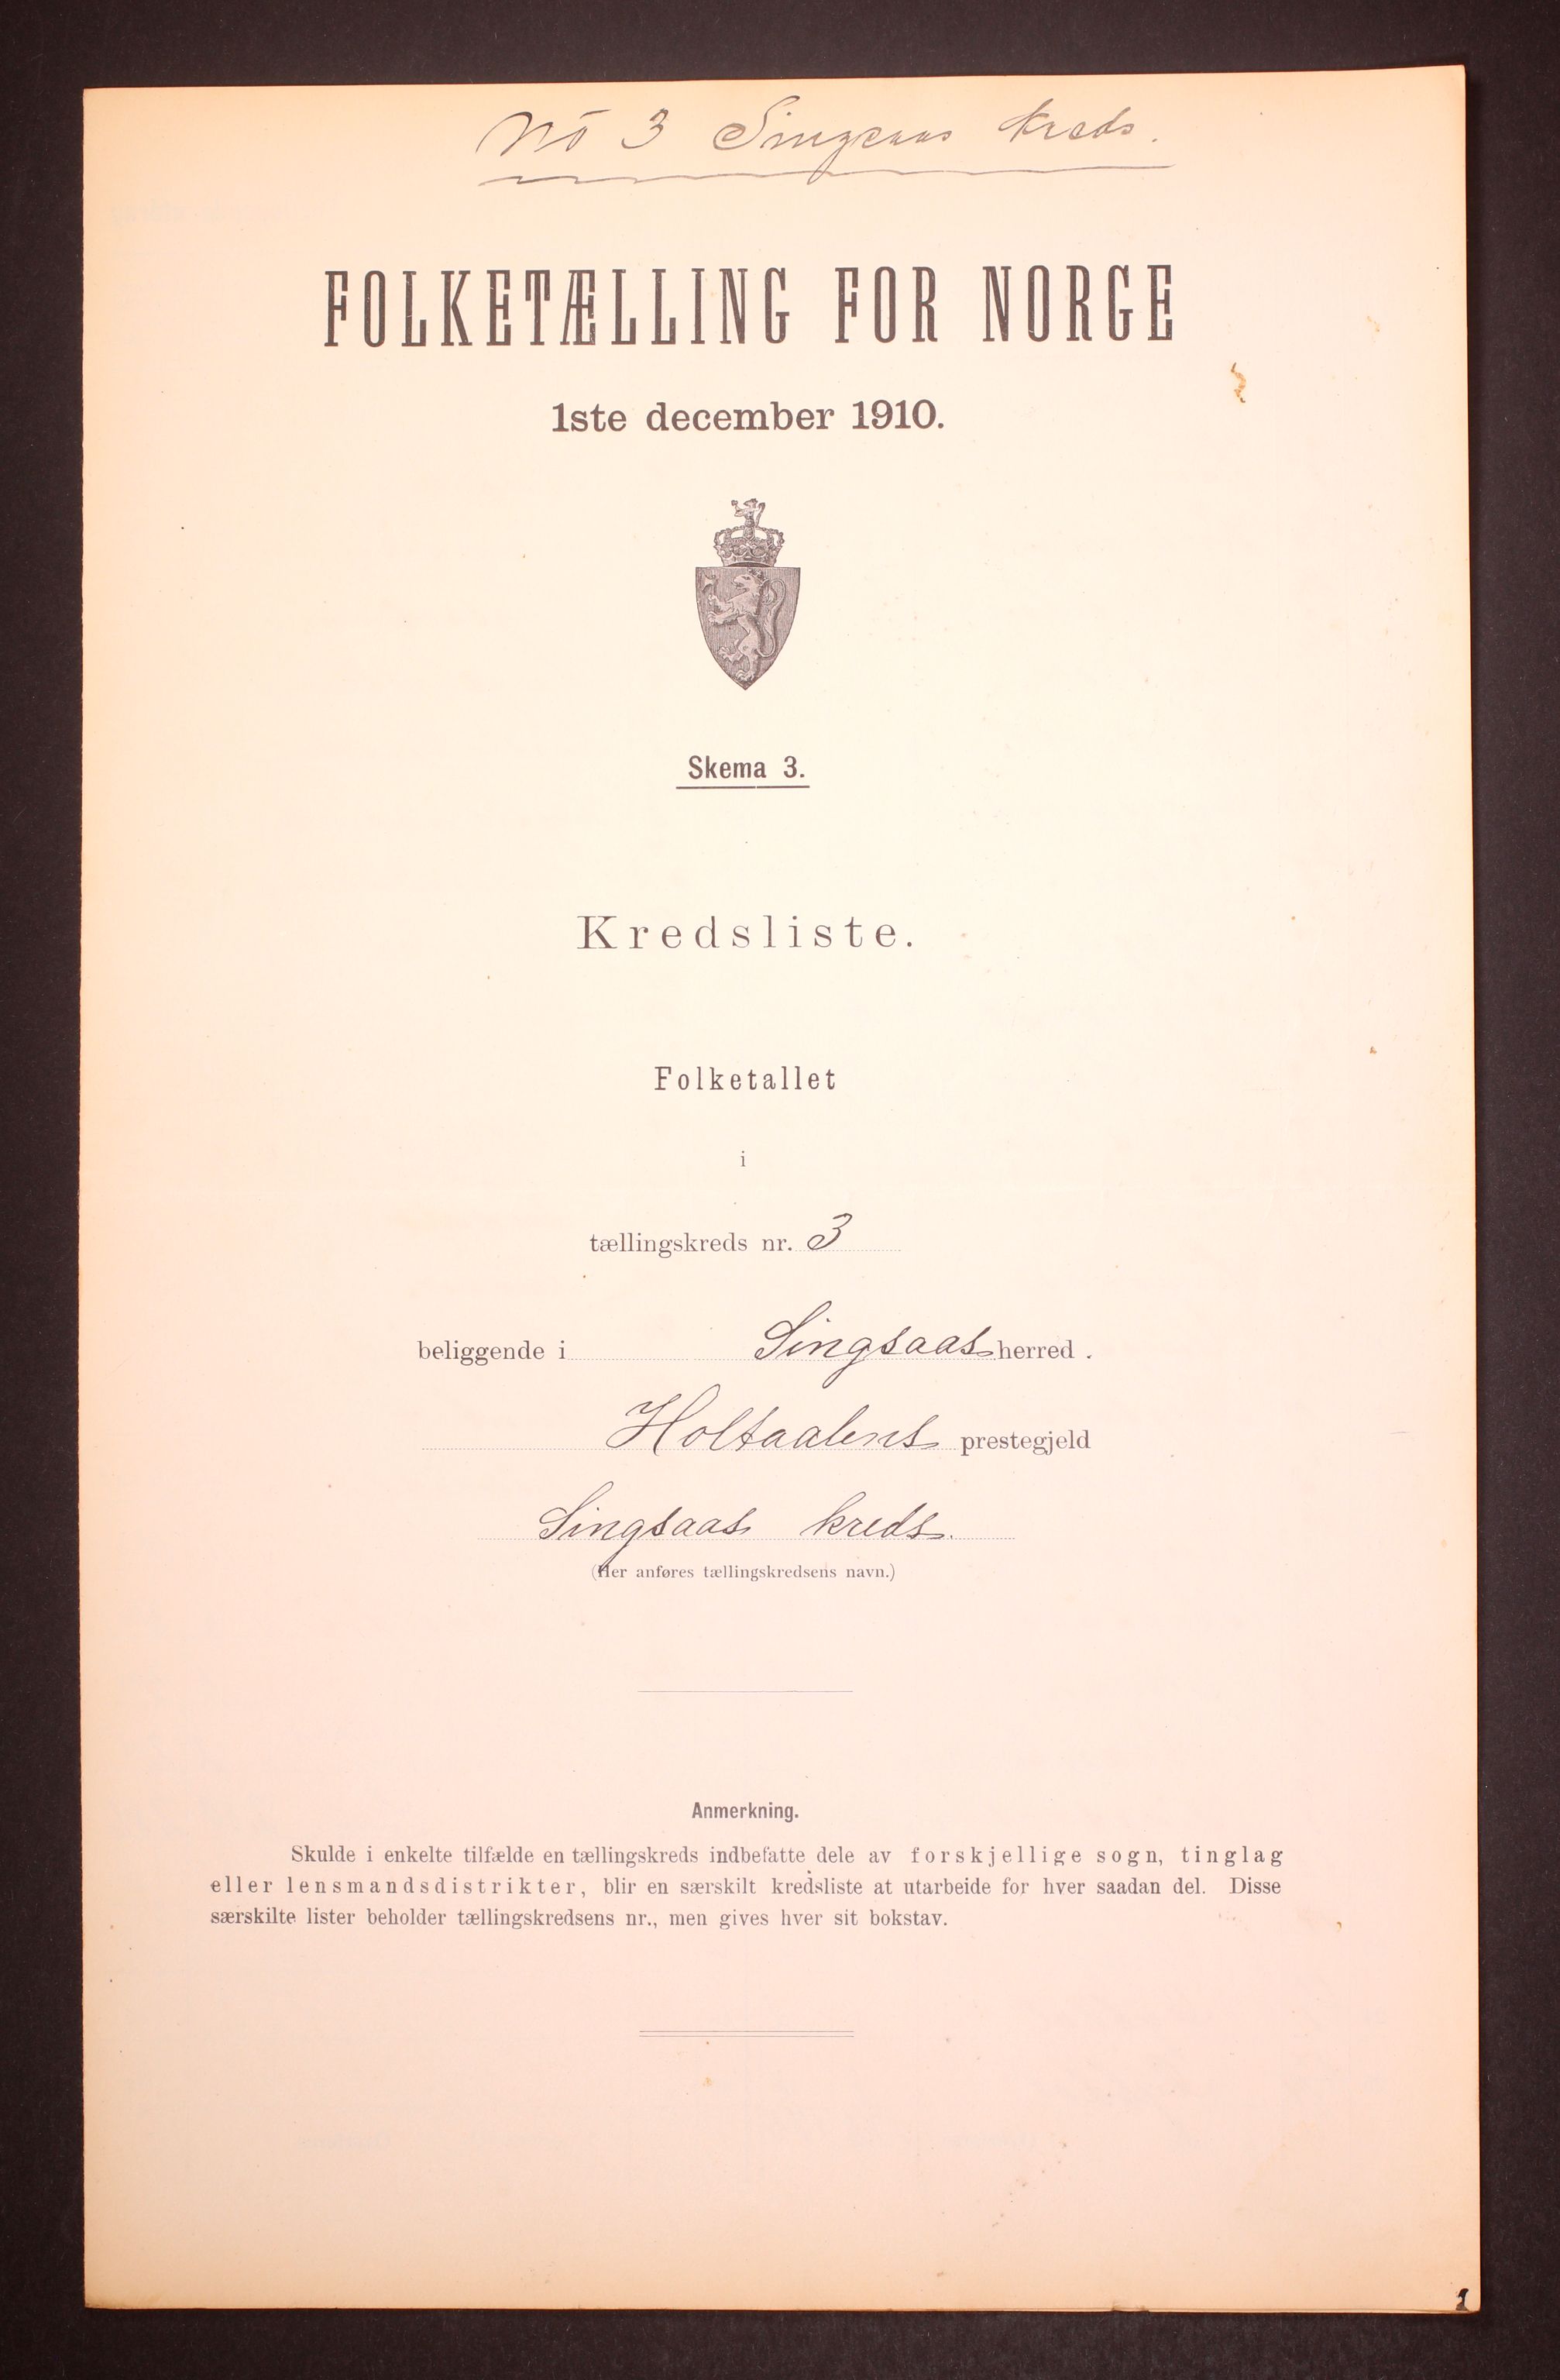 No 3 Singsaas kreds.
FOLKETÆLLING FOR NORGE
1ste december 1910.
Skema 3.
Kredsliste.
Folketallet
i
tællingskreds nr. 3
beliggende i Singsaas herred.
Holtaalens prestegjeld
Singsaas kreds.
(Her anføres tællingskredsens navn.)
Anmerkning.
Skulde i enkelte tilfælde en tællingskreds indbefatte dele av forskjellige sogn, tinglag
eller lensmandsdistrikter, blir en særskilt kredsliste at utarbeide for hver saadan del. Disse
særskilte lister beholder tællingskredsens nr., men gives hver sit bokstav.
1